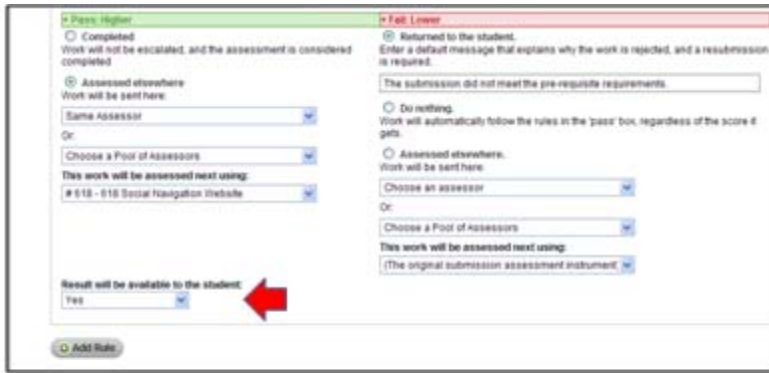 Pass: Higher
Completed
Work will not be escalated, and the assessment is considered
completed
Assessed elsewhere
Work will be sent here:
Same Assessor
Or:
Choose a Pool of Assessors
This work will be assessed next using:
# 618 - 618 Social Navigation Website
Result will be available to the student:
Yes
Fail: Lower
Returned to the student.
Enter a default message that explains why the work is rejected, and a resubmission
is required.
The submission did not meet the pre-requisite requirements.
Do nothing.
Work will automatically follow the rules in the 'pass' box, regardless of the score it
gets.
Assessed elsewhere.
Work will be sent here:
Choose an assessor
Or:
Choose a Pool of Assessors
This work will be assessed next using:
(The original submission assessment instrument
Add Rule